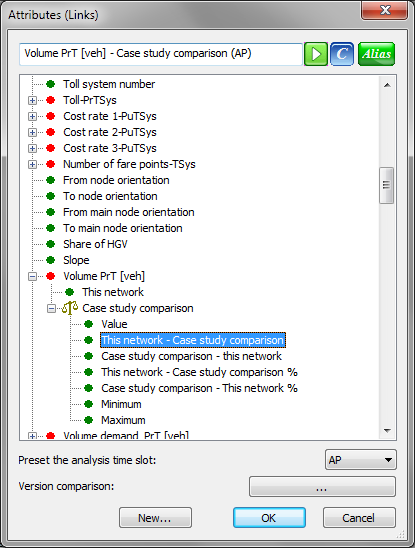 Attributes (Links)
Volume PrT [veh] - Case study comparison (AP)
C
Alias
Toll system number
Toll-PrTSys
Cost rate 1-PuTSys
Cost rate 2-PuTSys
Cost rate 3-PuTSys
Number of fare points-TSys
From node orientation
To node orientation
From main node orientation
To main node orientation
Share of HGV
Slope
Volume PrT [veh]
This network
Case study comparison
Value
This network - Case study comparison
Case study comparison - this network
This network - Case study comparison %
Case study comparison - This network %
Minimum
Maximum
Volume demand PrT [veh]
Preset the analysis time slot:
AP
Version comparison:
...
New...
OK
Cancel